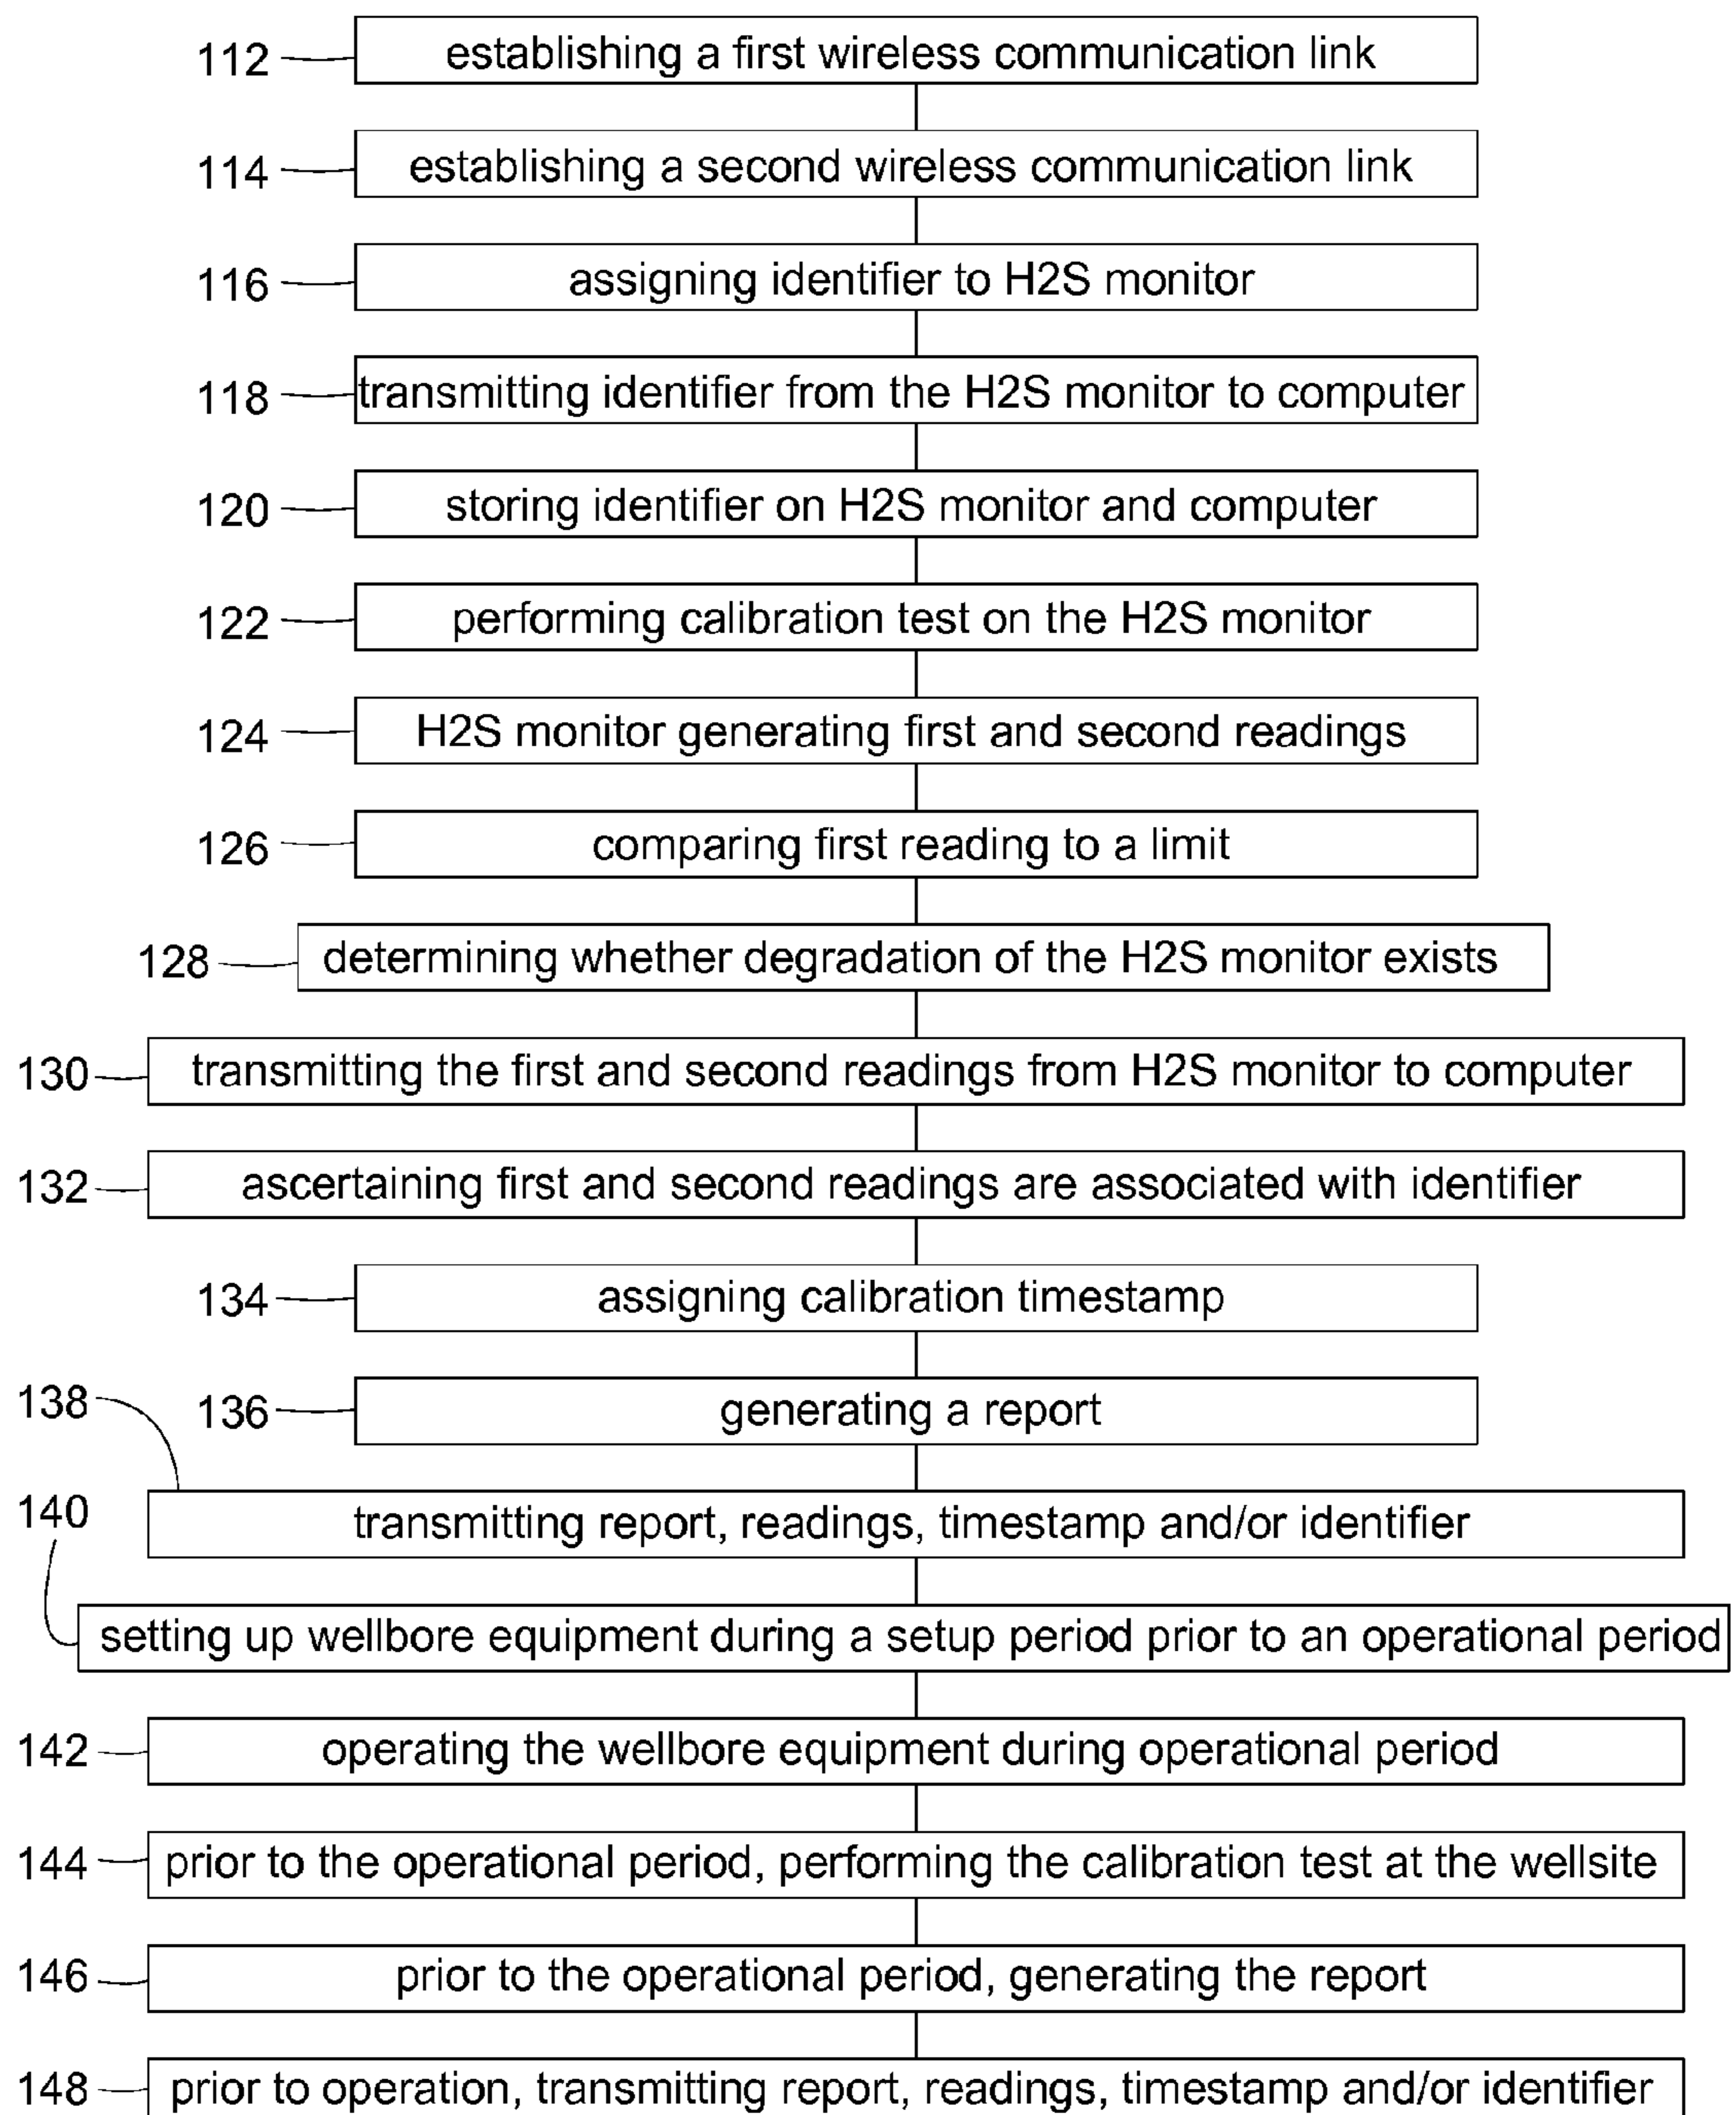 112 establishing a first wireless communication link
114 establishing a second wireless communication link
116 assigning identifier to H2S monitor
118 transmitting identifier from the H2S monitor to computer
120 storing identifier on H2S monitor and computer
122 performing calibration test on the H2S monitor
124 H2S monitor generating first and second readings
126 comparing first reading to a limit
128 determining whether degradation of the H2S monitor exists
130 transmitting the first and second readings from H2S monitor to computer
132 ascertaining first and second readings are associated with identifier
134 assigning calibration timestamp
138
136 generating a report
140
transmitting report, readings, timestamp and/or identifier
setting up wellbore equipment during a setup period prior to an operational period
142 operating the wellbore equipment during operational period
144 prior to the operational period, performing the calibration test at the wellsite
146 prior to the operational period, generating the report
148 prior to operation, transmitting report, readings, timestamp and/or identifier